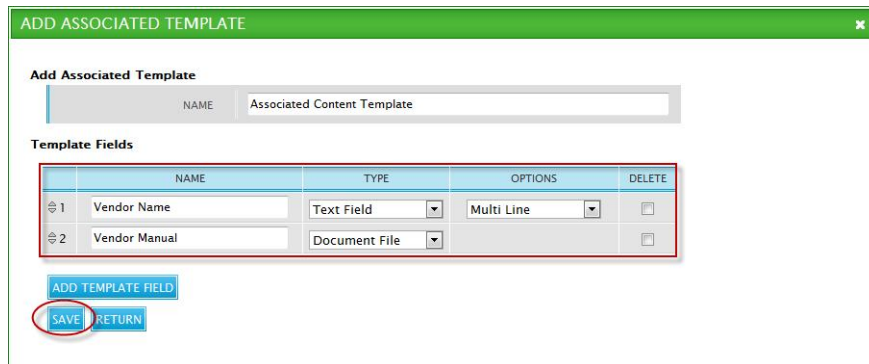 ADD ASSOCIATED TEMPLATE
Add Associated Template
NAME Associated Content Template
Template Fields
NAME TYPE OPTIONS DELETE
1 Vendor Name Text Field Multi Line
2 Vendor Manual Document File
ADD TEMPLATE FIELD
SAVE RETURN